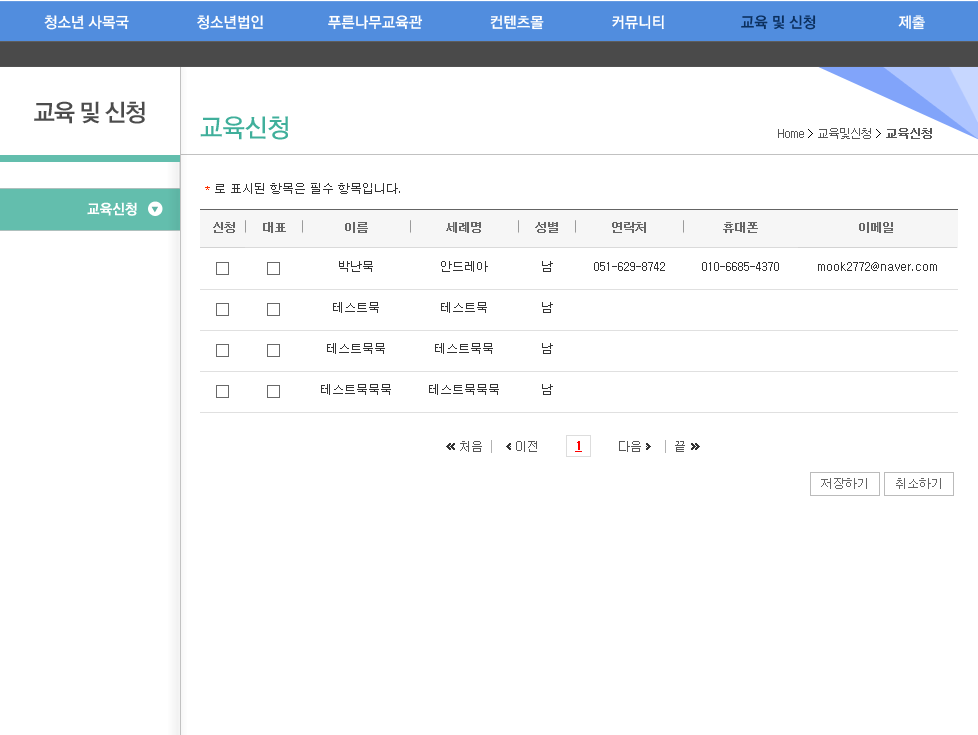 청소년 사목국 청소년법인 푸른나무교육관 컨텐츠몰 커뮤니티 교육 및 신청 제출
교육 및 신청
교육신청
Home > 교육및신청 > 교육신청
교육신청
* 로 표시된 항목은 필수 항목입니다.
신청 대표 이름 세례명 성별 연락처 휴대폰 이메일
박난묵 안드레아 남 051-629-8742 010-6685-4370 mook2772@naver.com
테스트묵 테스트묵 남
테스트묵묵 테스트묵묵 남
테스트묵묵묵 테스트묵묵묵 남
처음 이전 1 다음 끝
저장하기 취소하기